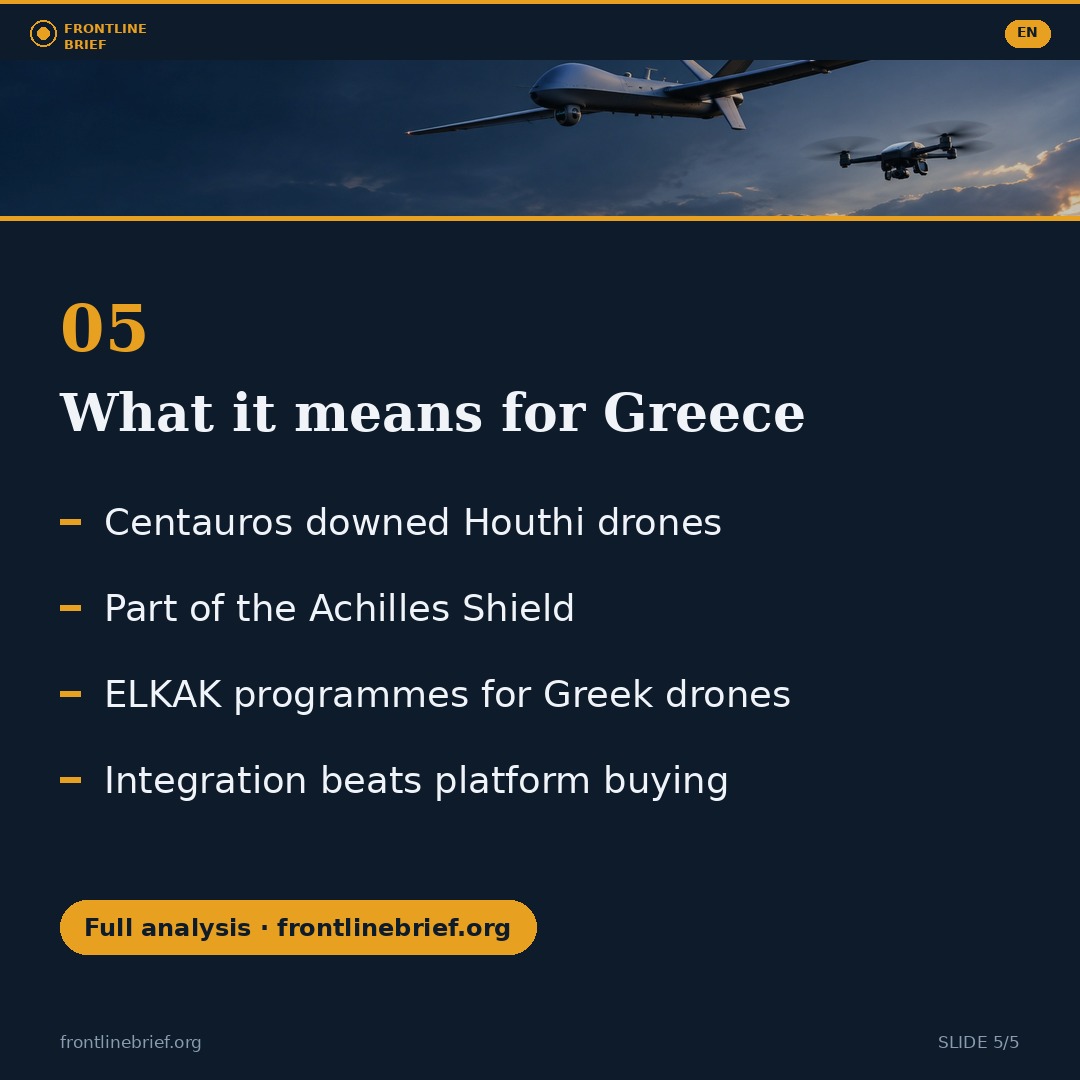 FRONTLINE
BRIEF
EN
05
What it means for Greece
Centauros downed Houthi drones
Part of the Achilles Shield
ELKAK programmes for Greek drones
Integration beats platform buying
Full analysis · frontlinebrief.org
frontlinebrief.org
SLIDE 5/5